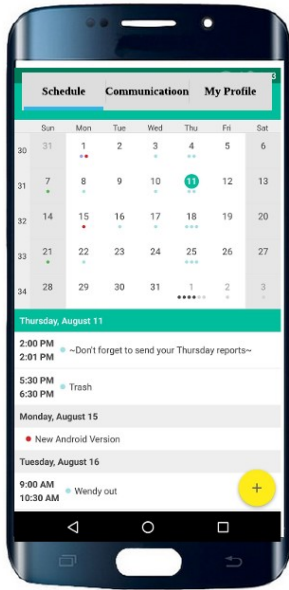 3
Schedule Communicatioon My Profile
Sun Mon Tue Wed Thu Fri Sat
30 31 1 2 3 4 5 6
31 7 8 9 10 11 12 13
32 14 15 16 17 18 19 20
33 21 22 23 24 25 26 27
34 28 29 30 31 1 2 3
Thursday, August 11
2:00 PM
2:01 PM
~Don't forget to send your Thursday reports~
5:30 PM
6:30 PM
Trash
Monday, August 15
New Android Version
Tuesday, August 16
9:00 AM
10:30 AM
Wendy out
+